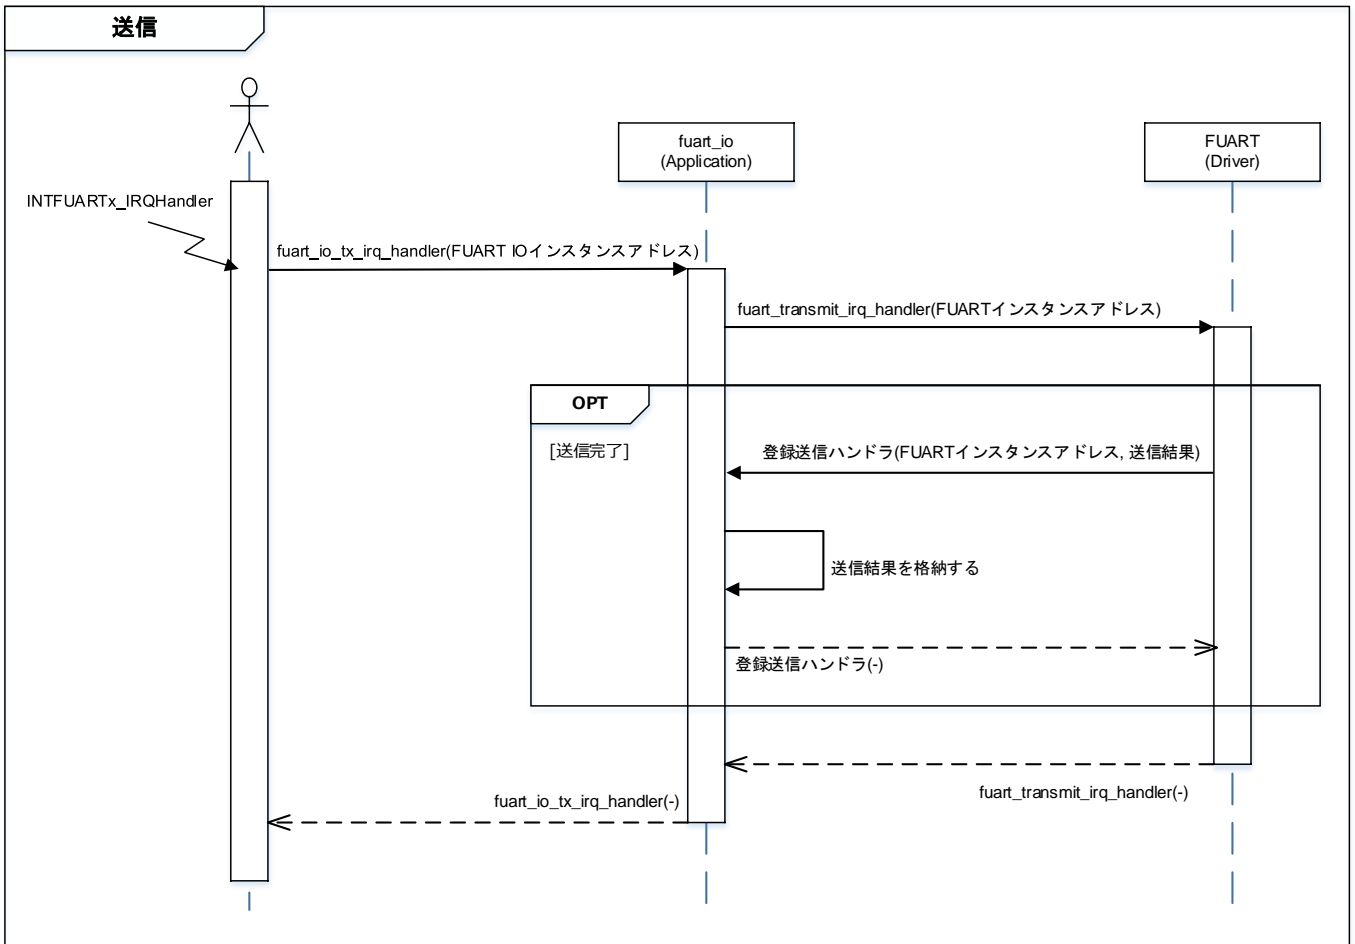 送信
fuart_io
(Application)
FUART
(Driver)
INTFUARTx_IRQHandler
fuart_io_tx_irq_handler(FUART IOインスタンスアドレス)
fuart_transmit_irq_handler(FUARTインスタンスアドレス)
OPT
[送信完了]
登録送信ハンドラ(FUARTインスタンスアドレス, 送信結果)
送信結果を格納する
登録送信ハンドラ(-)
fuart_transmit_irq_handler(-)
fuart_io_tx_irq_handler(-)